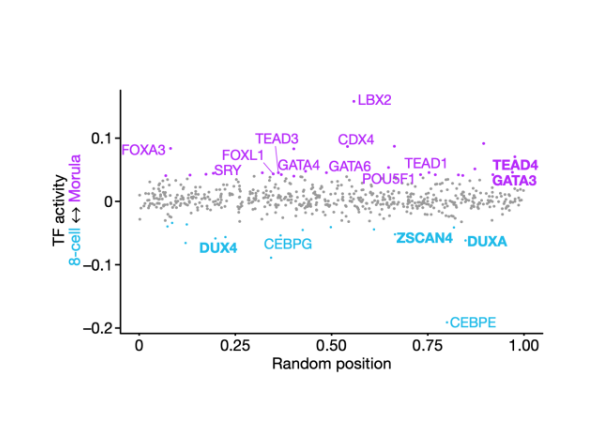 LBX2
0.1
FOXA3
TEAD3
CDX4
FOXL1
SRY
GATA4
GATA6
POU5F1
TEAD1
TEAD4
GATA3
TF activity
8-cell ↔ Morula
0
DUX4
CEBPG
ZSCAN4
DUXA
−0.1
CEBPE
−0.2
0 0.25 0.50 0.75 1.00
Random position